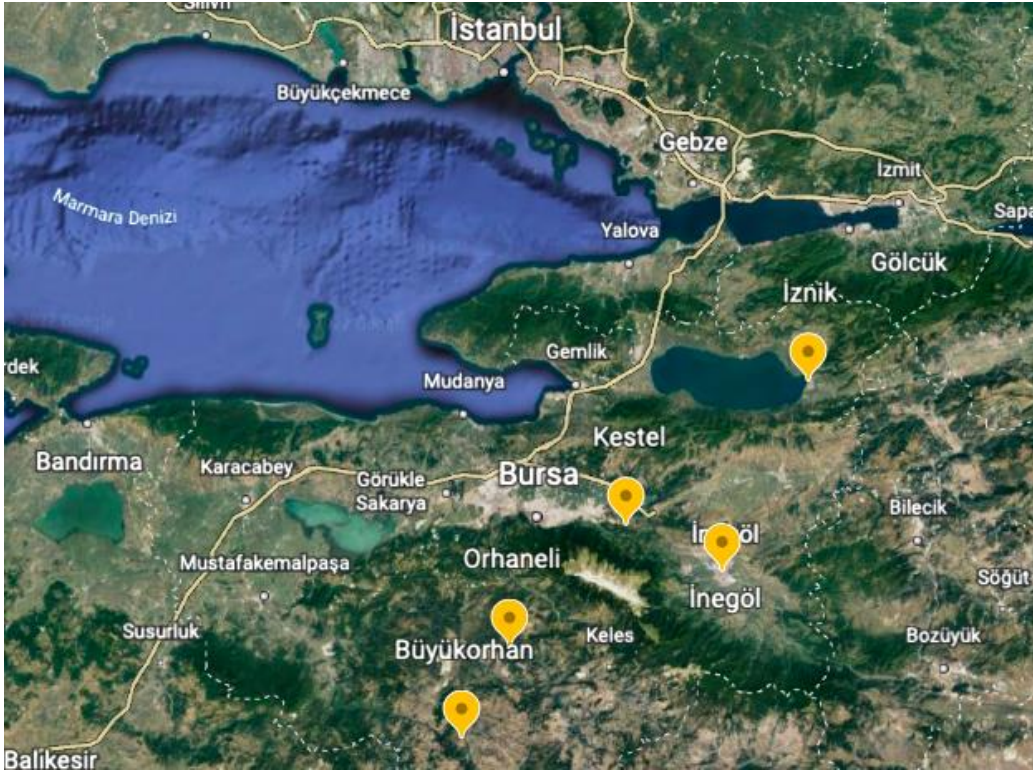 Silivri
İstanbul
Büyükçekmece
Gebze
İzmit
Marmara Denizi
Yalova
Sapa
Gölcük
İznik
Gemlik
rdek
Mudanya
Kestel
Bandırma
Karacabey
Görükle
Sakarya
Bursa
Bilecik
İnegöl
Orhaneli
Mustafakemalpaşa
Söğüt
İnegöl
Susurluk
Büyükorhan
Keles
Bozüyük
Balıkesir